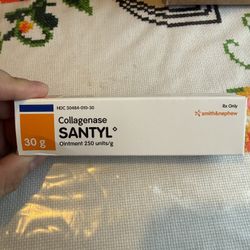 NDC 50484-010-30
Rx Only
Collagenase
SANTYL◇
Ointment 250 units/g
30 g
smith&nephew